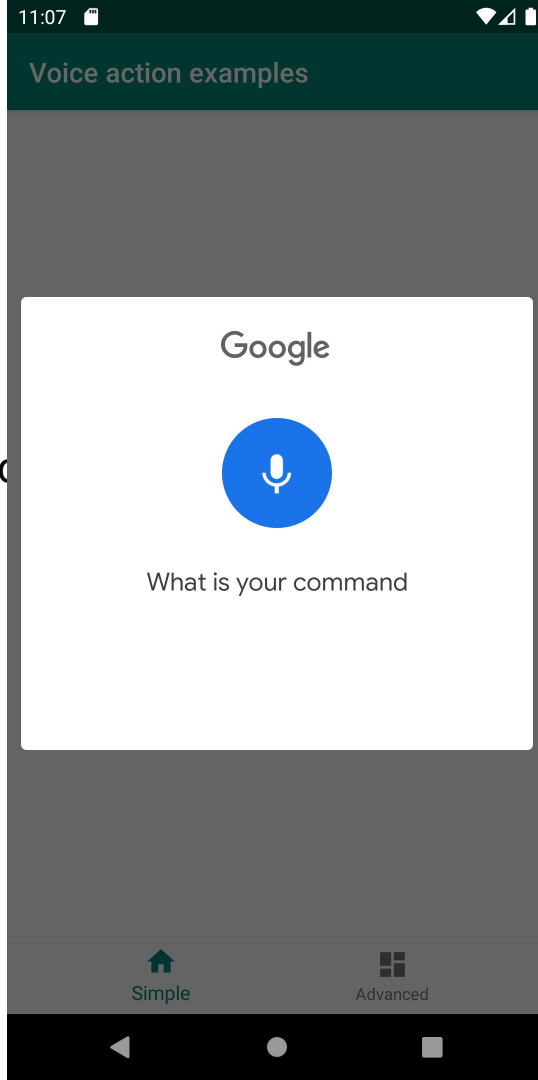 11:07
Voice action examples
Google
What is your command
Simple
Advanced